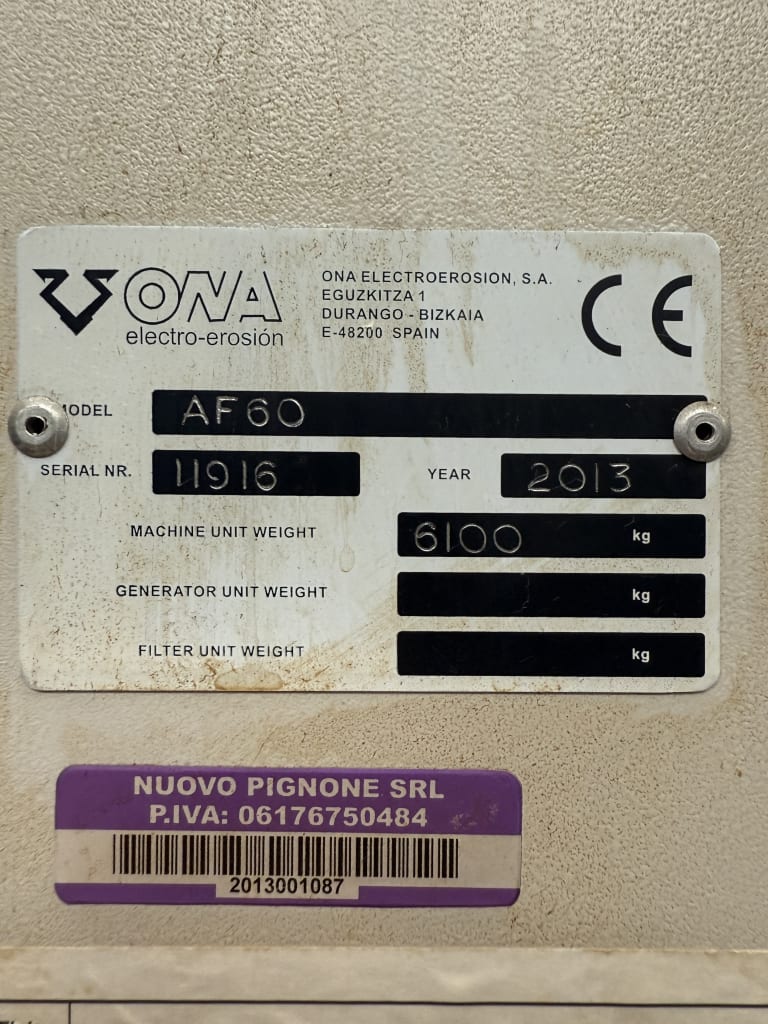 ONA
electro-erosión
ONA ELECTROEROSION, S.A.
EGUZKITZA 1
DURANGO - BIZKAIA
E-48200 SPAIN
CE
MODEL AF60
SERIAL NR. 11916 YEAR 2013
MACHINE UNIT WEIGHT 6100 kg
GENERATOR UNIT WEIGHT kg
FILTER UNIT WEIGHT kg
NUOVO PIGNONE SRL
P.IVA: 06176750484
2013001087